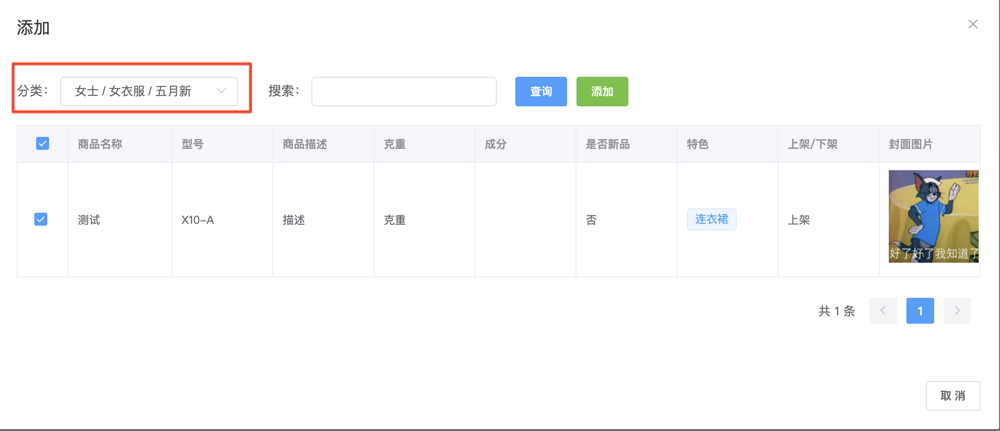 添加
分类： 女士 / 女衣服 / 五月新 搜索： 查询 添加
商品名称 型号 商品描述 克重 成分 是否新品 特色 上架/下架 封面图片
测试 X10-A 描述 克重 否 连衣裙 上架
好了好了我知道了
共 1 条 1
取 消